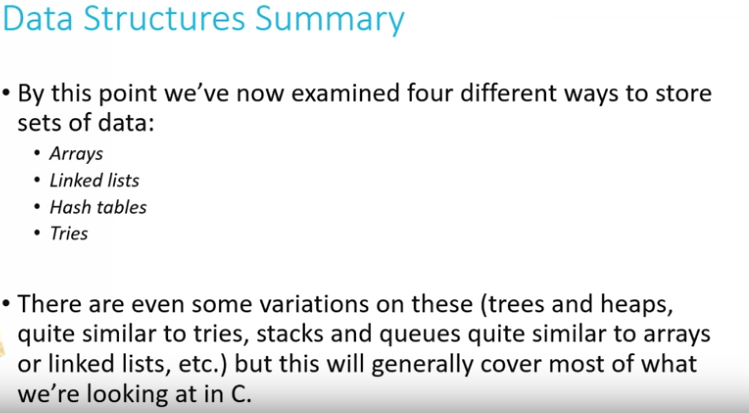 Data Structures Summary
• By this point we’ve now examined four different ways to store
sets of data:
• Arrays
• Linked lists
• Hash tables
• Tries
• There are even some variations on these (trees and heaps,
quite similar to tries, stacks and queues quite similar to arrays
or linked lists, etc.) but this will generally cover most of what
we’re looking at in C.